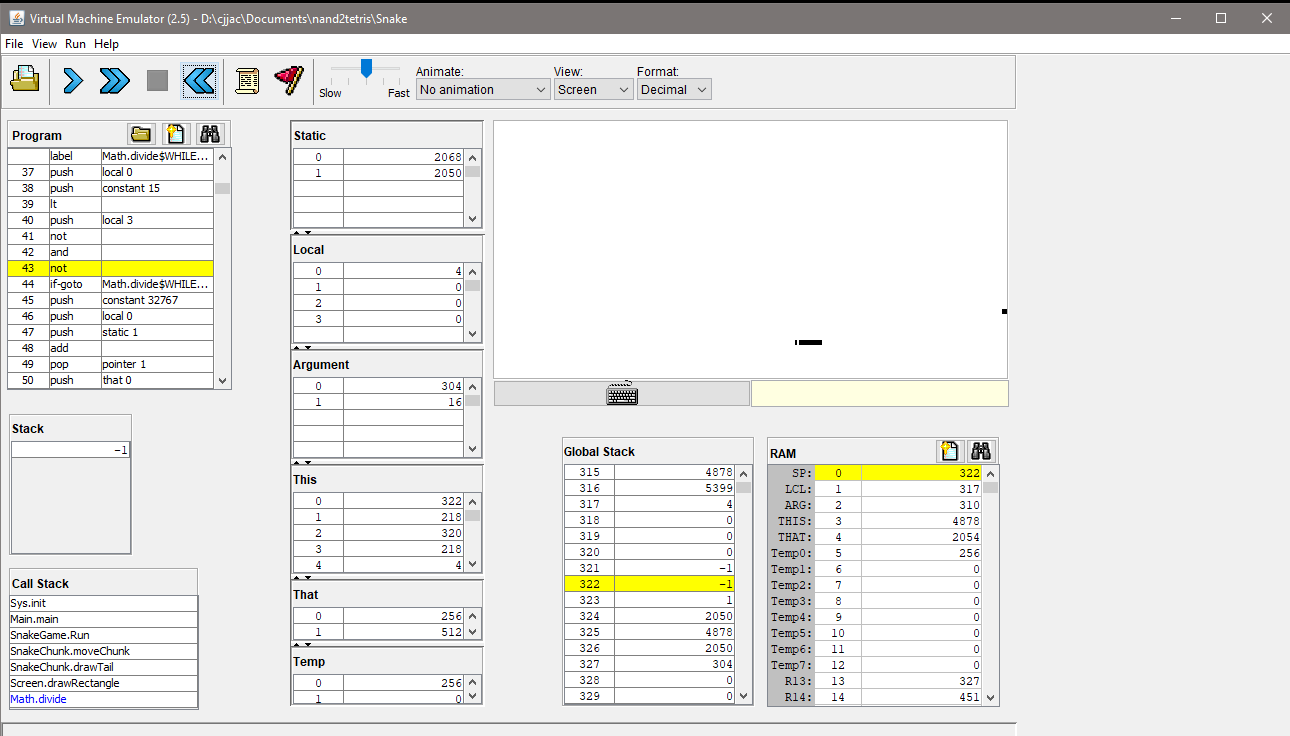 Virtual Machine Emulator (2.5) - D:\cjjac\Documents\nand2tetris\Snake
File View Run Help
Animate: View: Format:
Slow Fast No animation Screen Decimal
Program
label Math.divide$WHILE...
37 push local 0
38 push constant 15
39 lt
40 push local 3
41 not
42 and
43 not
44 if-goto Math.divide$WHILE...
45 push constant 32767
46 push local 0
47 push static 1
48 add
49 pop pointer 1
50 push that 0
Stack
-1
Call Stack
Sys.init
Main.main
SnakeGame.Run
SnakeChunk.moveChunk
SnakeChunk.drawTail
Screen.drawRectangle
Math.divide
Static
0 2068
1 2050
Local
0 4
1 0
2 0
3 0
Argument
0 304
1 16
This
0 322
1 218
2 320
3 218
4 4
That
0 256
1 512
Temp
0 256
1 0
Global Stack
315 4878
316 5399
317 4
318 0
319 0
320 0
321 -1
322 -1
323 1
324 2050
325 4878
326 2050
327 304
328 0
329 0
RAM
SP: 0 322
LCL: 1 317
ARG: 2 310
THIS: 3 4878
THAT: 4 2054
Temp0: 5 256
Temp1: 6 0
Temp2: 7 0
Temp3: 8 0
Temp4: 9 0
Temp5: 10 0
Temp6: 11 0
Temp7: 12 0
R13: 13 327
R14: 14 451